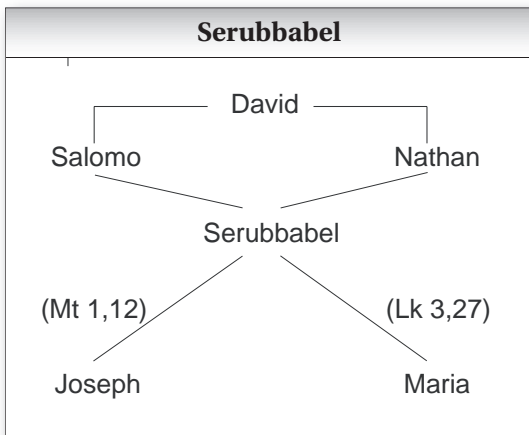 Serubbabel
David
Salomo Nathan
Serubbabel
(Mt 1,12) (Lk 3,27)
Joseph Maria